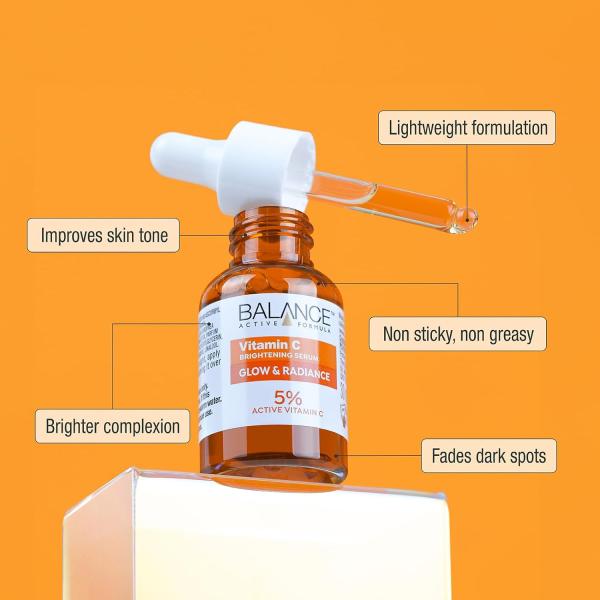 Lightweight formulation
Improves skin tone
BALANCE
ACTIVE FORMULA
Vitamin C
BRIGHTENING SERUM
GLOW & RADIANCE
5%
ACTIVE VITAMIN C
Non sticky, non greasy
Brighter complexion
Fades dark spots